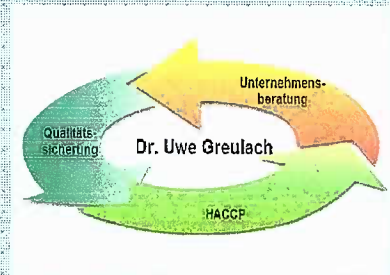 Unternehmens-
beratung
Qualitäts-
sicherung
Dr. Uwe Greulach
HACCP